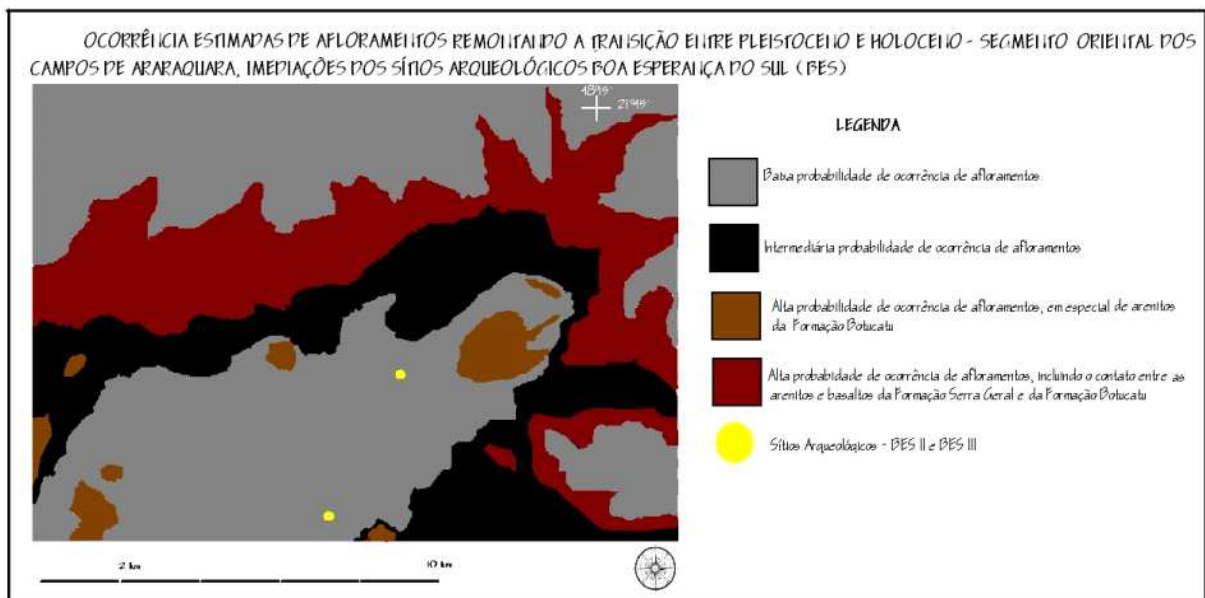 OCORRÊNCIA ESTIMADAS DE AFLORAMENTOS REMONTANDO A TRANSIÇÃO ENTRE PLEISTOCENO E HOLOCENO - SEGMENTO ORIENTAL DOS
CAMPOS DE ARARAQUARA, IMEDIAÇÕES DOS SÍTIOS ARQUEOLÓGICOS BOA ESPERANÇA DO SUL (BES)
LEGENDA
Baixa probabilidade de ocorrência de afloramentos
Intermediária probabilidade de ocorrência de afloramentos
Alta probabilidade de ocorrência de afloramentos, em especial de arenitos
da Formação Botucatu
Alta probabidade de ocorrência de afloramentos, incluindo o contato entre as
arenitos e basaltos da Formação Serra Geral e da Formação Botucatu
Sítios Arqueológicos - BES II e BES III
2 km
10 km